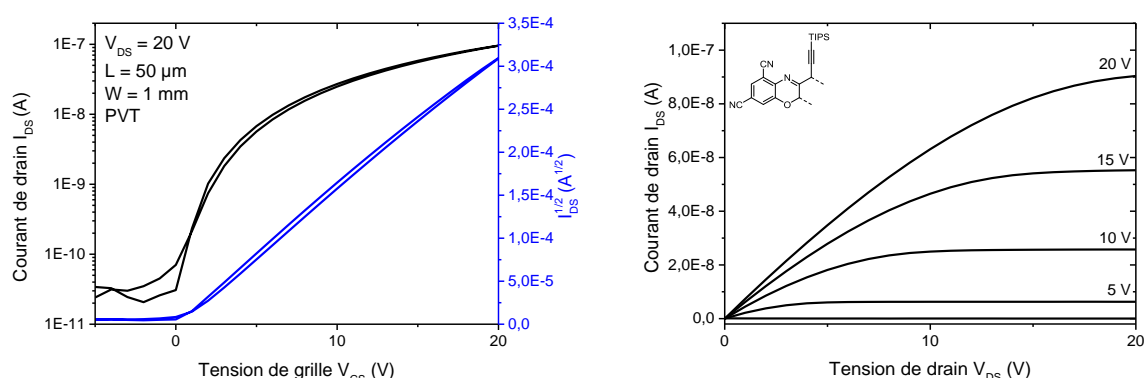 1E-7
1E-8
1E-9
1E-10
1E-11
Courant de drain I_DS (A)
V_DS = 20 V
L = 50 µm
W = 1 mm
PVT
0
10
20
Tension de grille V_GS (V)
3,5E-4
3,0E-4
2,5E-4
2,0E-4
1,5E-4
1,0E-4
5,0E-5
0,0
I_DS^1/2 (A^1/2)
1,0E-7
8,0E-8
6,0E-8
4,0E-8
2,0E-8
0,0
Courant de drain I_DS (A)
TIPS
CN
N
NC
O
20 V
15 V
10 V
5 V
0
5
10
15
20
Tension de drain V_DS (V)